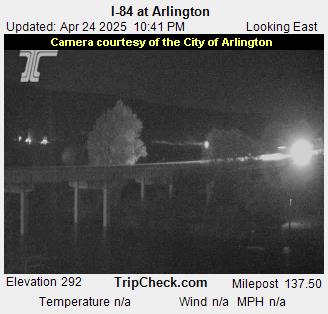 I-84 at Arlington
Updated: Apr 24 2025 10:41 PM Looking East
Camera courtesy of the City of Arlington
Elevation 292 TripCheck.com Milepost 137.50
Temperature n/a Wind n/a MPH n/a